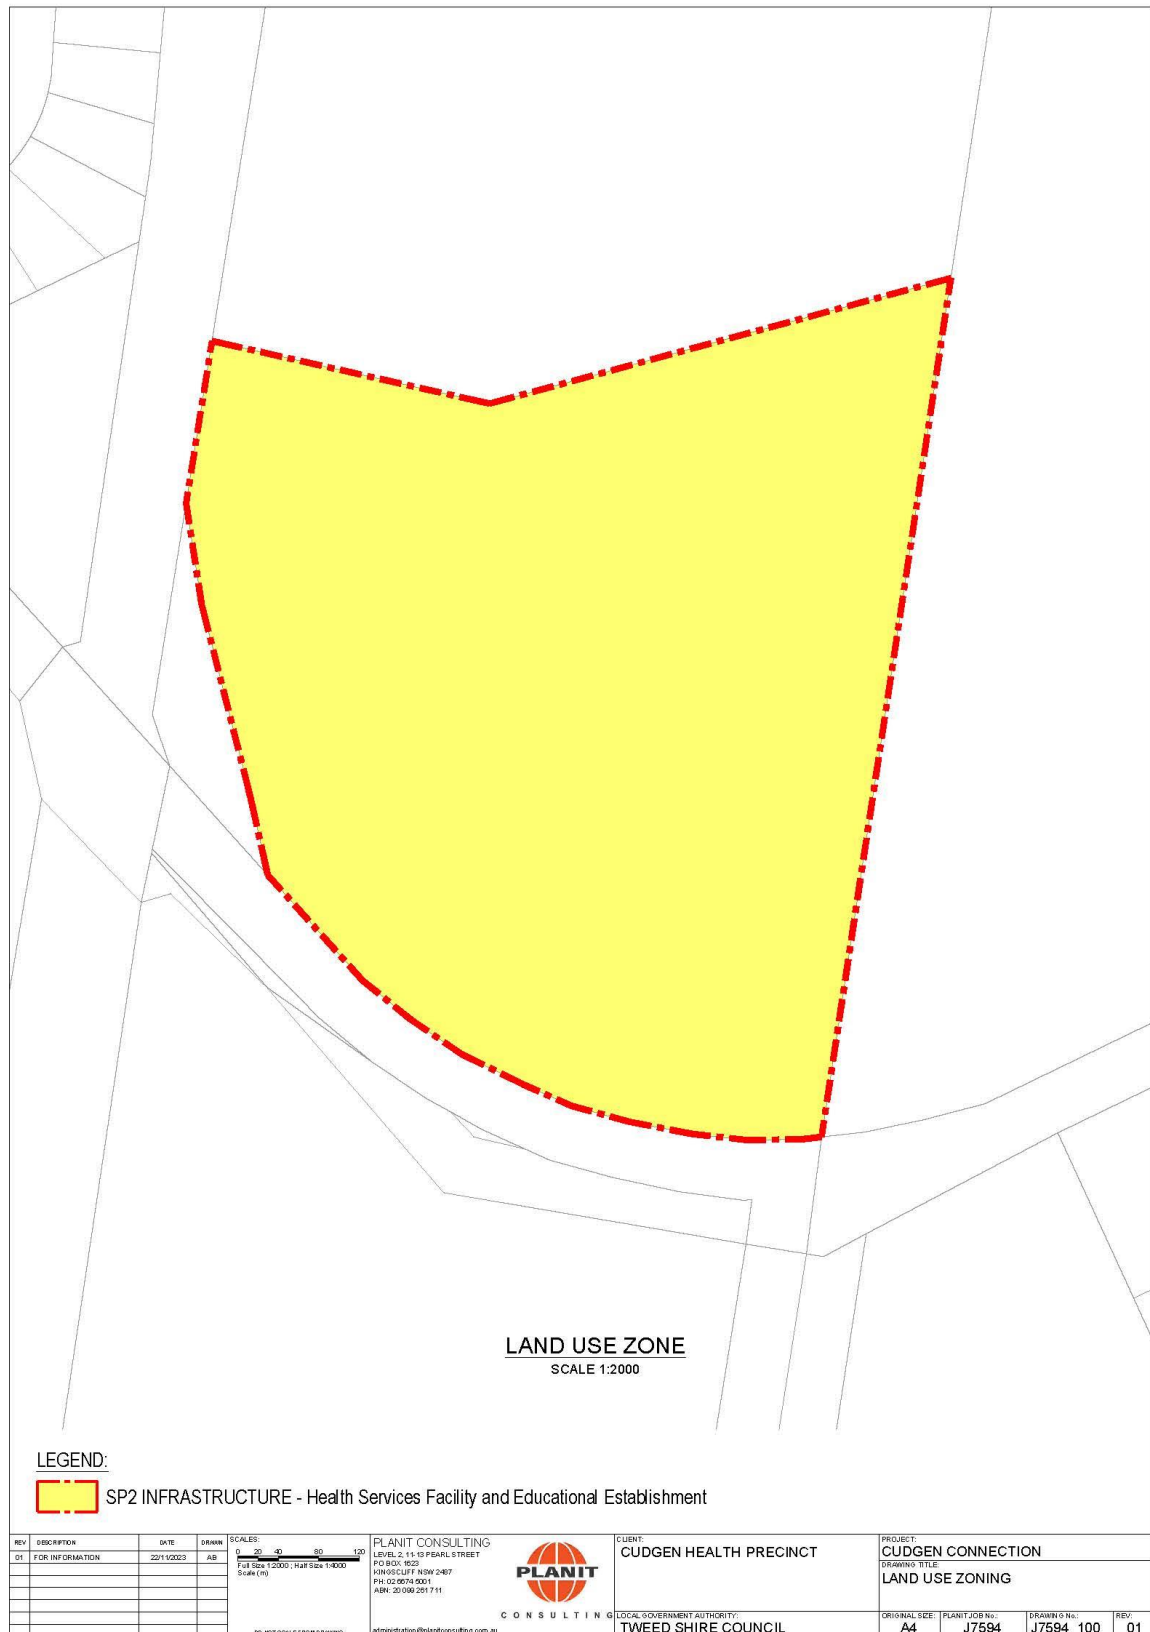 LAND USE ZONE
SCALE 1:2000
LEGEND:
SP2 INFRASTRUCTURE - Health Services Facility and Educational Establishment
REV DESCRIPTION DATE DRAWN
01 FOR INFORMATION 22/11/2023 AB
SCALES:
0 20 40 80 120
Full Size 1:2000 ; Half Size 1:4000
Scale (m)
PLANIT CONSULTING
LEVEL 2, 11-13 PEARL STREET
PO BOX 1623
KINGSCLIFF NSW 2487
PH: 02 6674 5001
ABN: 20 099 261 711
administration@planitconsulting.com.au
PLANIT
CONSULTING
CLIENT:
CUDGEN HEALTH PRECINCT
LOCAL GOVERNMENT AUTHORITY:
TWEED SHIRE COUNCIL
PROJECT:
CUDGEN CONNECTION
DRAWING TITLE:
LAND USE ZONING
ORIGINAL SIZE: PLANIT JOB No.: DRAWING No.: REV:
A4 J7594 J7594_100 01